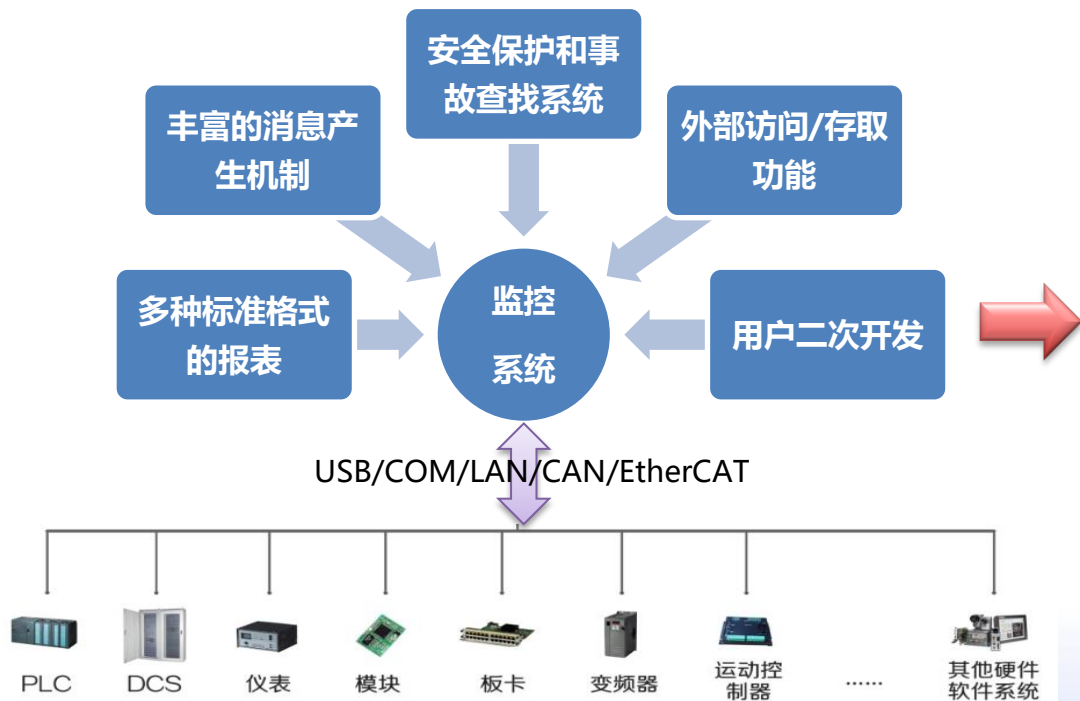 安全保护和事
故查找系统
丰富的消息产
生机制
外部访问/存取
功能
多种标准格式
的报表
监控
系统
用户二次开发
USB/COM/LAN/CAN/EtherCAT
PLC
DCS
仪表
模块
板卡
变频器
运动控
制器
......
其他硬件
软件系统